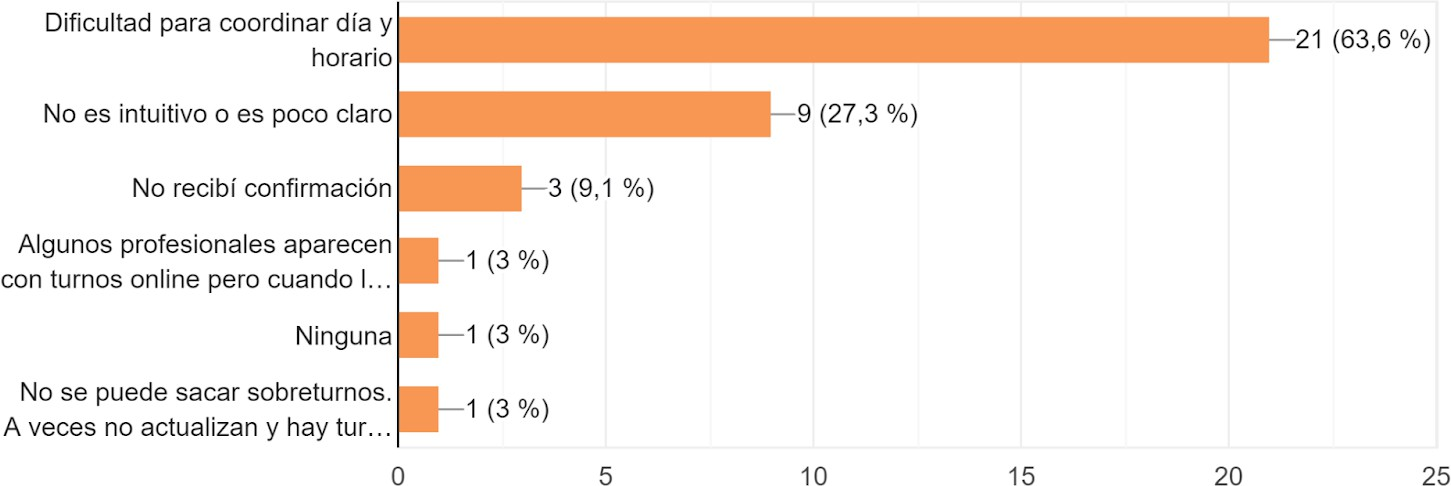 Dificultad para coordinar día y
horario
21 (63,6 %)
No es intuitivo o es poco claro
9 (27,3 %)
No recibí confirmación
3 (9,1 %)
Algunos profesionales aparecen
con turnos online pero cuando l…
1 (3 %)
Ninguna
1 (3 %)
No se puede sacar sobreturnos.
A veces no actualizan y hay tur…
1 (3 %)
0 5 10 15 20 25